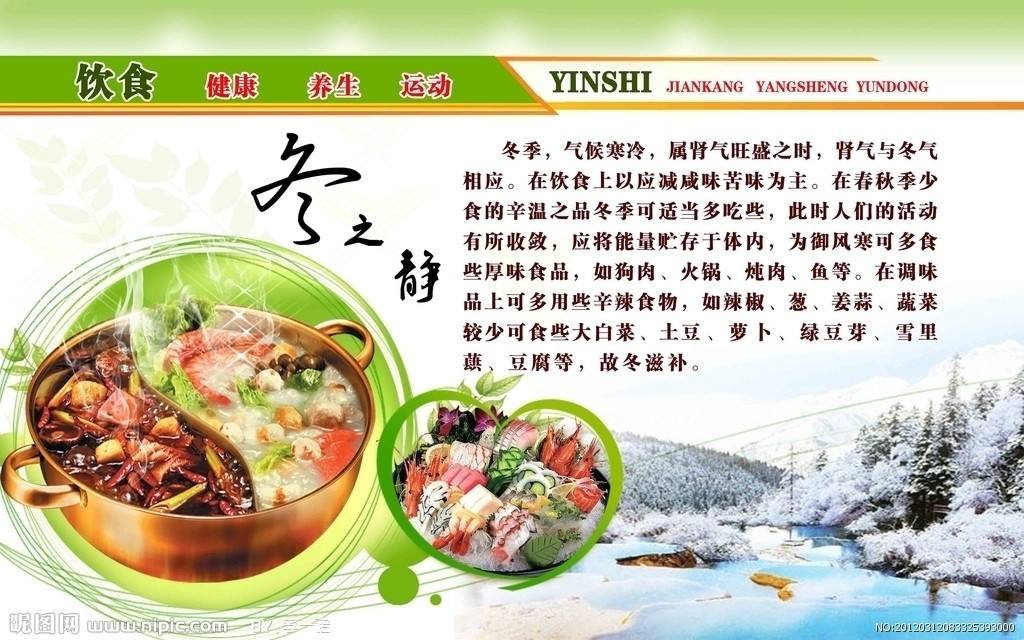 饮食 健康 养生 运动
YINSHI JIANKANG YANGSHENG YUNDONG
冬之静
冬季，气候寒冷，属肾气旺盛之时，肾气与冬气
相应。在饮食上以应减咸味苦味为主。在春秋季少
食的辛温之品冬季可适当多吃些，此时人们的活动
有所收敛，应将能量贮存于体内，为御风寒可多食
些厚味食品，如狗肉、火锅、炖肉、鱼等。在调味
品上可多用些辛辣食物，如辣椒、葱、姜蒜、蔬菜
较少可食些大白菜、土豆、萝卜、绿豆芽、雪里
蕻、豆腐等，故冬滋补。
昵图网 www.nipic.com BY
NO:20120312083325393000